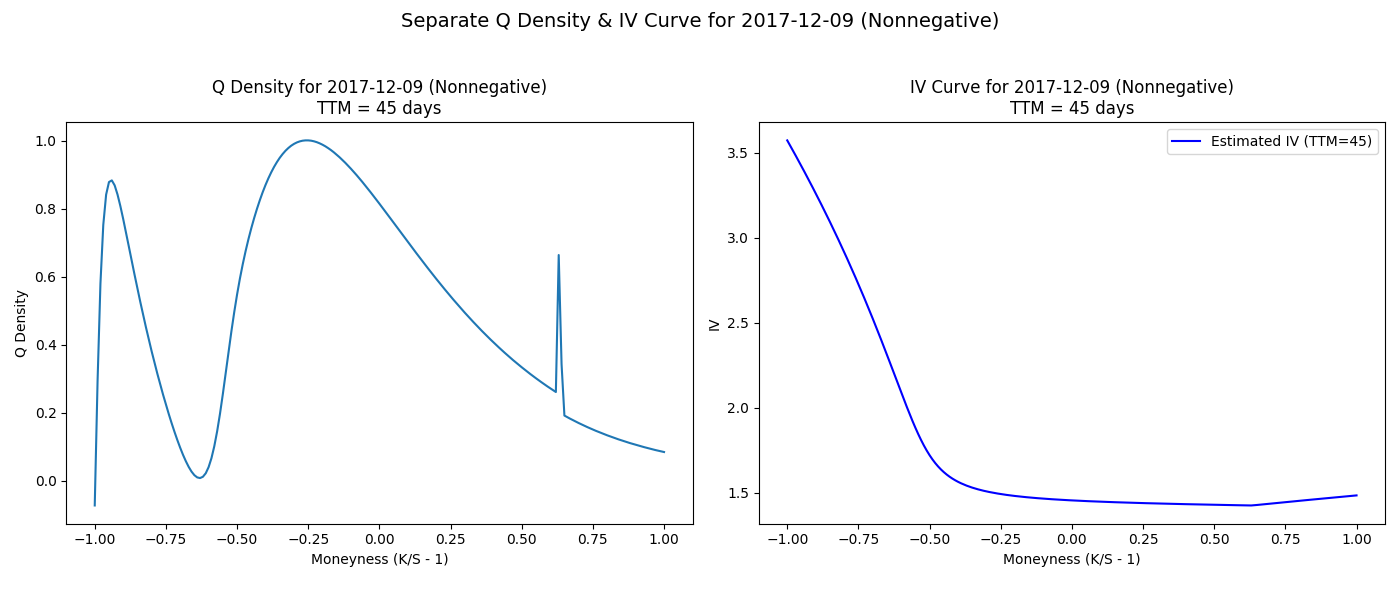 Separate Q Density & IV Curve for 2017-12-09 (Nonnegative)
Q Density for 2017-12-09 (Nonnegative)
TTM = 45 days
1.0
0.8
0.6
0.4
0.2
0.0
Q Density
−1.00
−0.75
−0.50
−0.25
0.00
0.25
0.50
0.75
1.00
Moneyness (K/S - 1)
IV Curve for 2017-12-09 (Nonnegative)
TTM = 45 days
Estimated IV (TTM=45)
3.5
3.0
2.5
2.0
1.5
IV
−1.00
−0.75
−0.50
−0.25
0.00
0.25
0.50
0.75
1.00
Moneyness (K/S - 1)